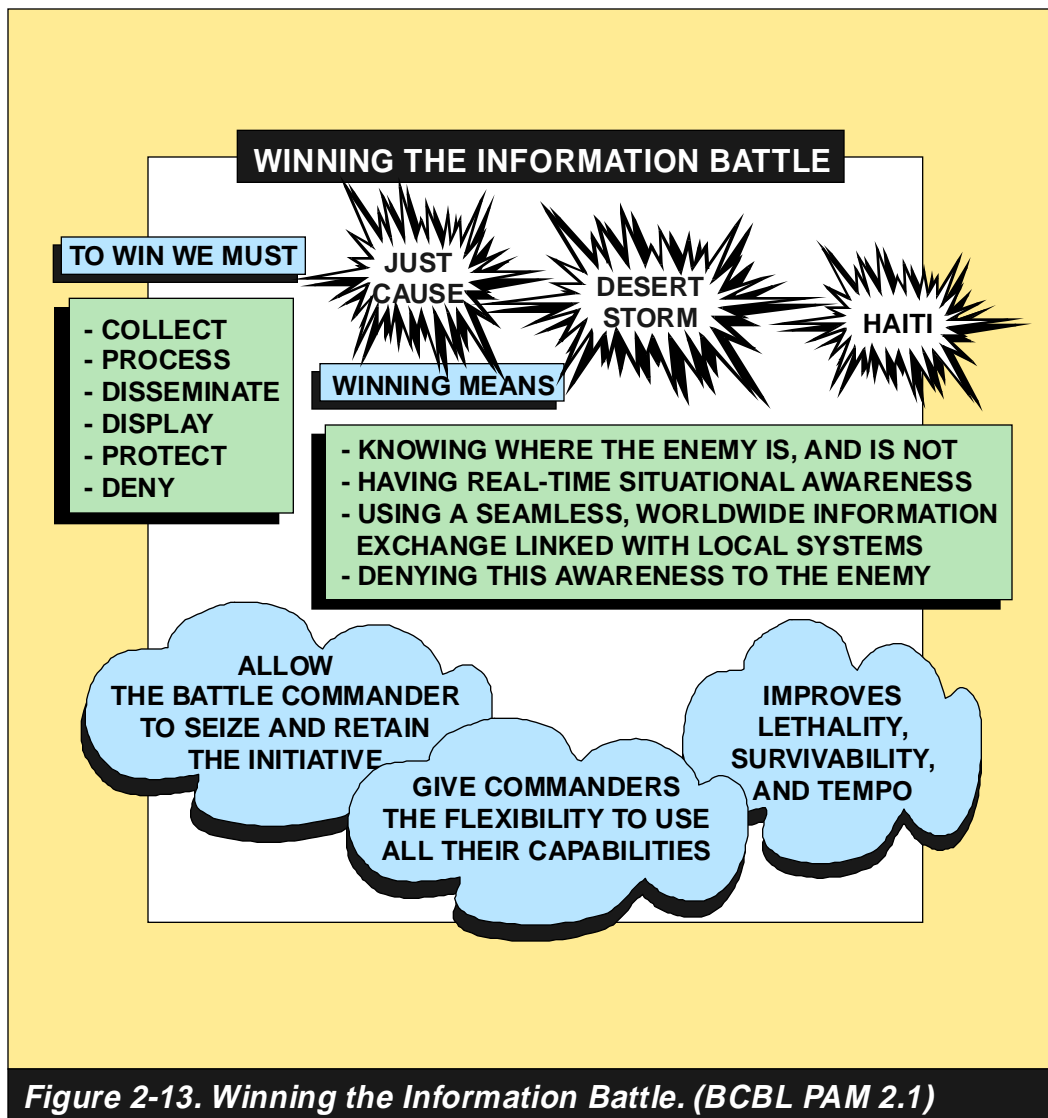 WINNING THE INFORMATION BATTLE
TO WIN WE MUST
- COLLECT
- PROCESS
- DISSEMINATE
- DISPLAY
- PROTECT
- DENY
JUST
CAUSE
DESERT
STORM
HAITI
WINNING MEANS
- KNOWING WHERE THE ENEMY IS, AND IS NOT
- HAVING REAL-TIME SITUATIONAL AWARENESS
- USING A SEAMLESS, WORLDWIDE INFORMATION
EXCHANGE LINKED WITH LOCAL SYSTEMS
- DENYING THIS AWARENESS TO THE ENEMY
ALLOW
THE BATTLE COMMANDER
TO SEIZE AND RETAIN
THE INITIATIVE
GIVE COMMANDERS
THE FLEXIBILITY TO USE
ALL THEIR CAPABILITIES
IMPROVES
LETHALITY,
SURVIVABILITY,
AND TEMPO
Figure 2-13. Winning the Information Battle. (BCBL PAM 2.1)